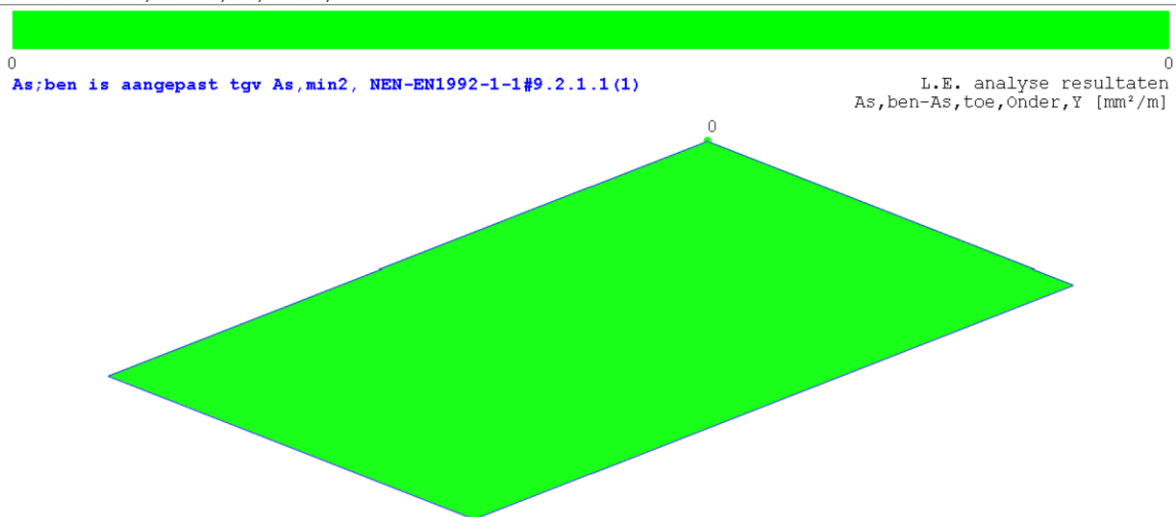 0
0
As;ben is aangepast tgv As,min2, NEN-EN1992-1-1#9.2.1.1(1)
L.E. analyse resultaten
As,ben-As,toe,Onder,Y [mm²/m]
0